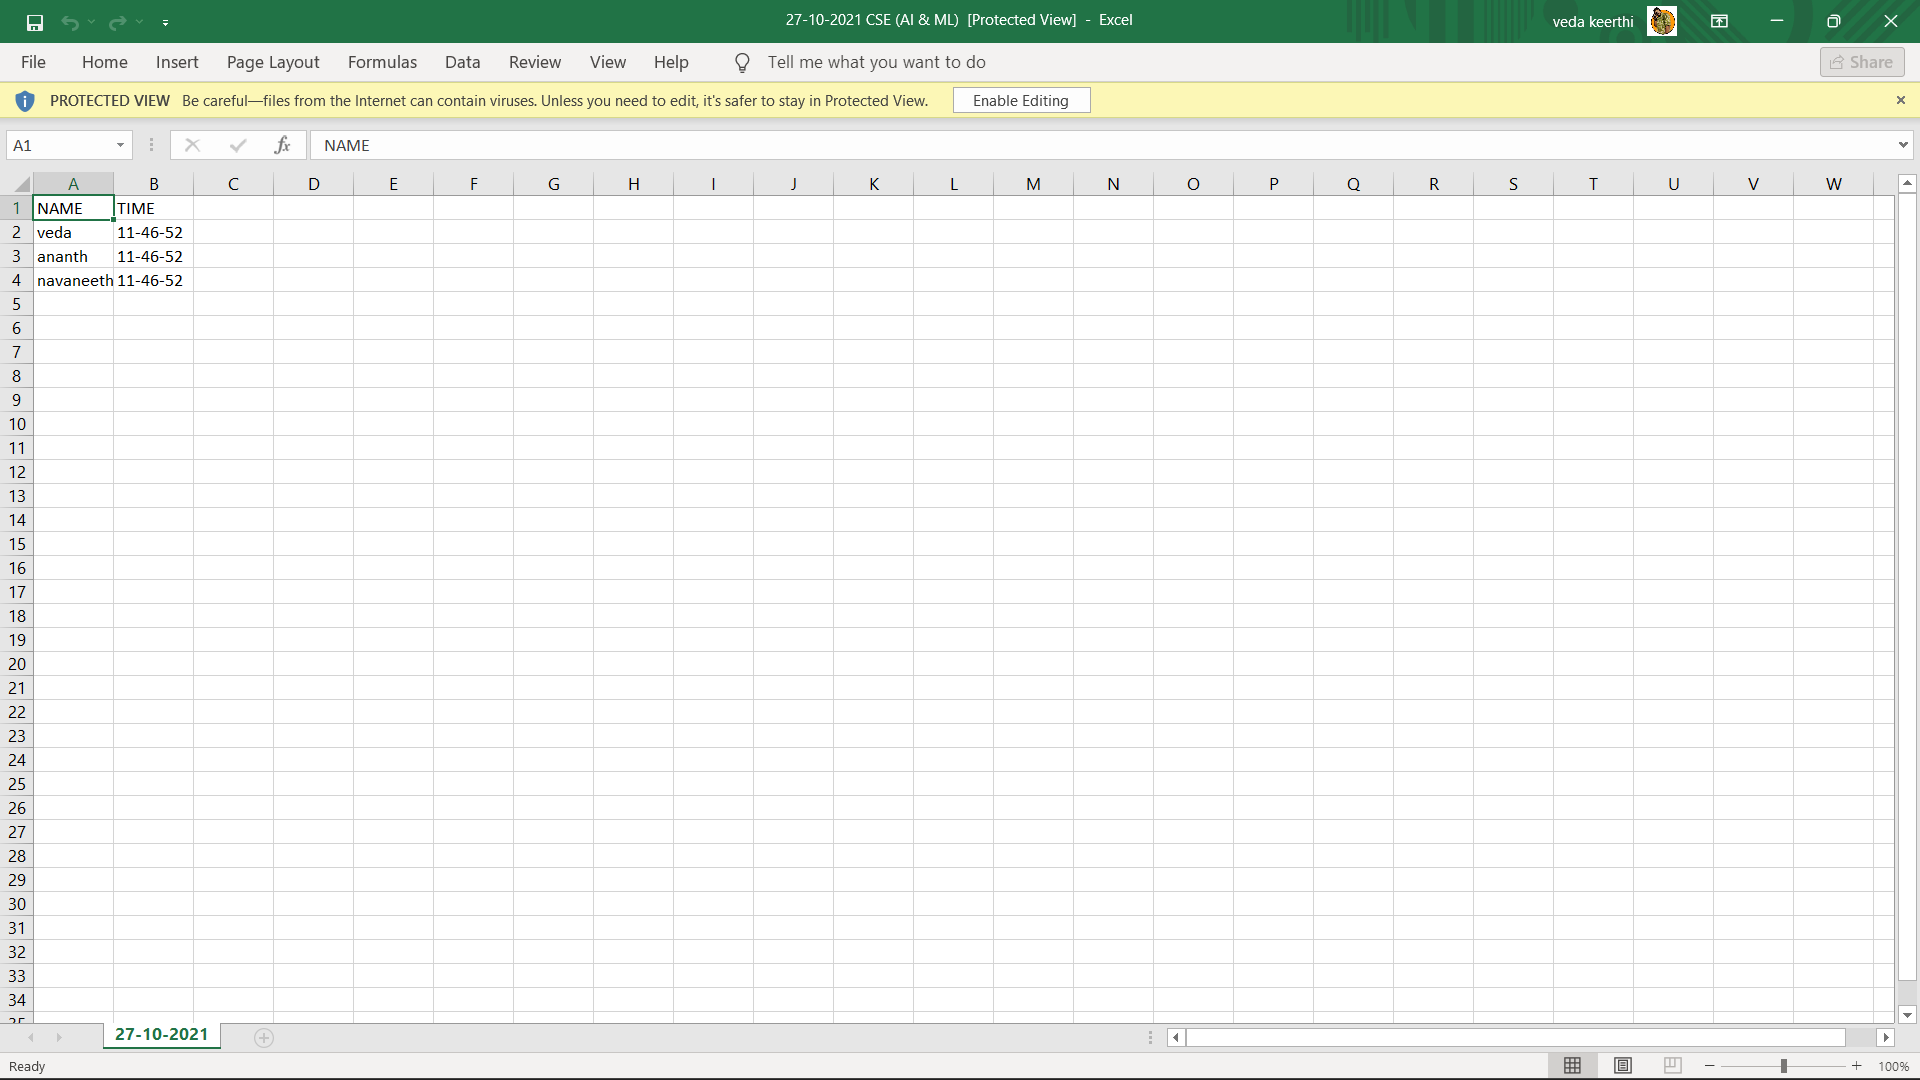 27-10-2021 CSE (AI & ML) [Protected View] - Excel
veda keerthi
File Home Insert Page Layout Formulas Data Review View Help Tell me what you want to do Share
PROTECTED VIEW Be careful—files from the Internet can contain viruses. Unless you need to edit, it's safer to stay in Protected View. Enable Editing
A1 fx NAME
A B C D E F G H I J K L M N O P Q R S T U V W
1 NAME TIME
2 veda 11-46-52
3 ananth 11-46-52
4 navaneeth 11-46-52
5
6
7
8
9
10
11
12
13
14
15
16
17
18
19
20
21
22
23
24
25
26
27
28
29
30
31
32
33
34
35
27-10-2021
Ready 100%